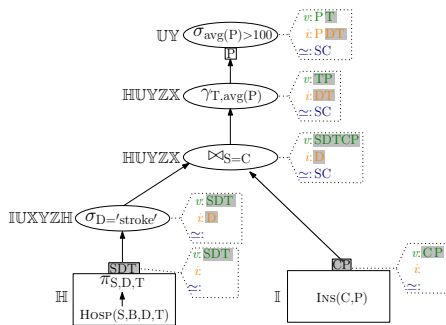 𝕌𝕐 σavg(P)>100 v: P T
P i: P DT
≃: SC
ℍ𝕌𝕐ℤ𝕏 γT,avg(P) v: TP
i: DT
≃: SC
ℍ𝕌𝕐ℤ𝕏 ⋈S=C v: SDTCP
i: D
≃: SC
𝕀𝕌𝕏𝕐ℤℍ σD='stroke' v: SDT
i: D
≃:
SDT v: SDT
i:
≃:
ℍ πS,D,T
HOSP(S,B,D,T)
CP v: CP
i:
≃:
𝕀 INS(C,P)